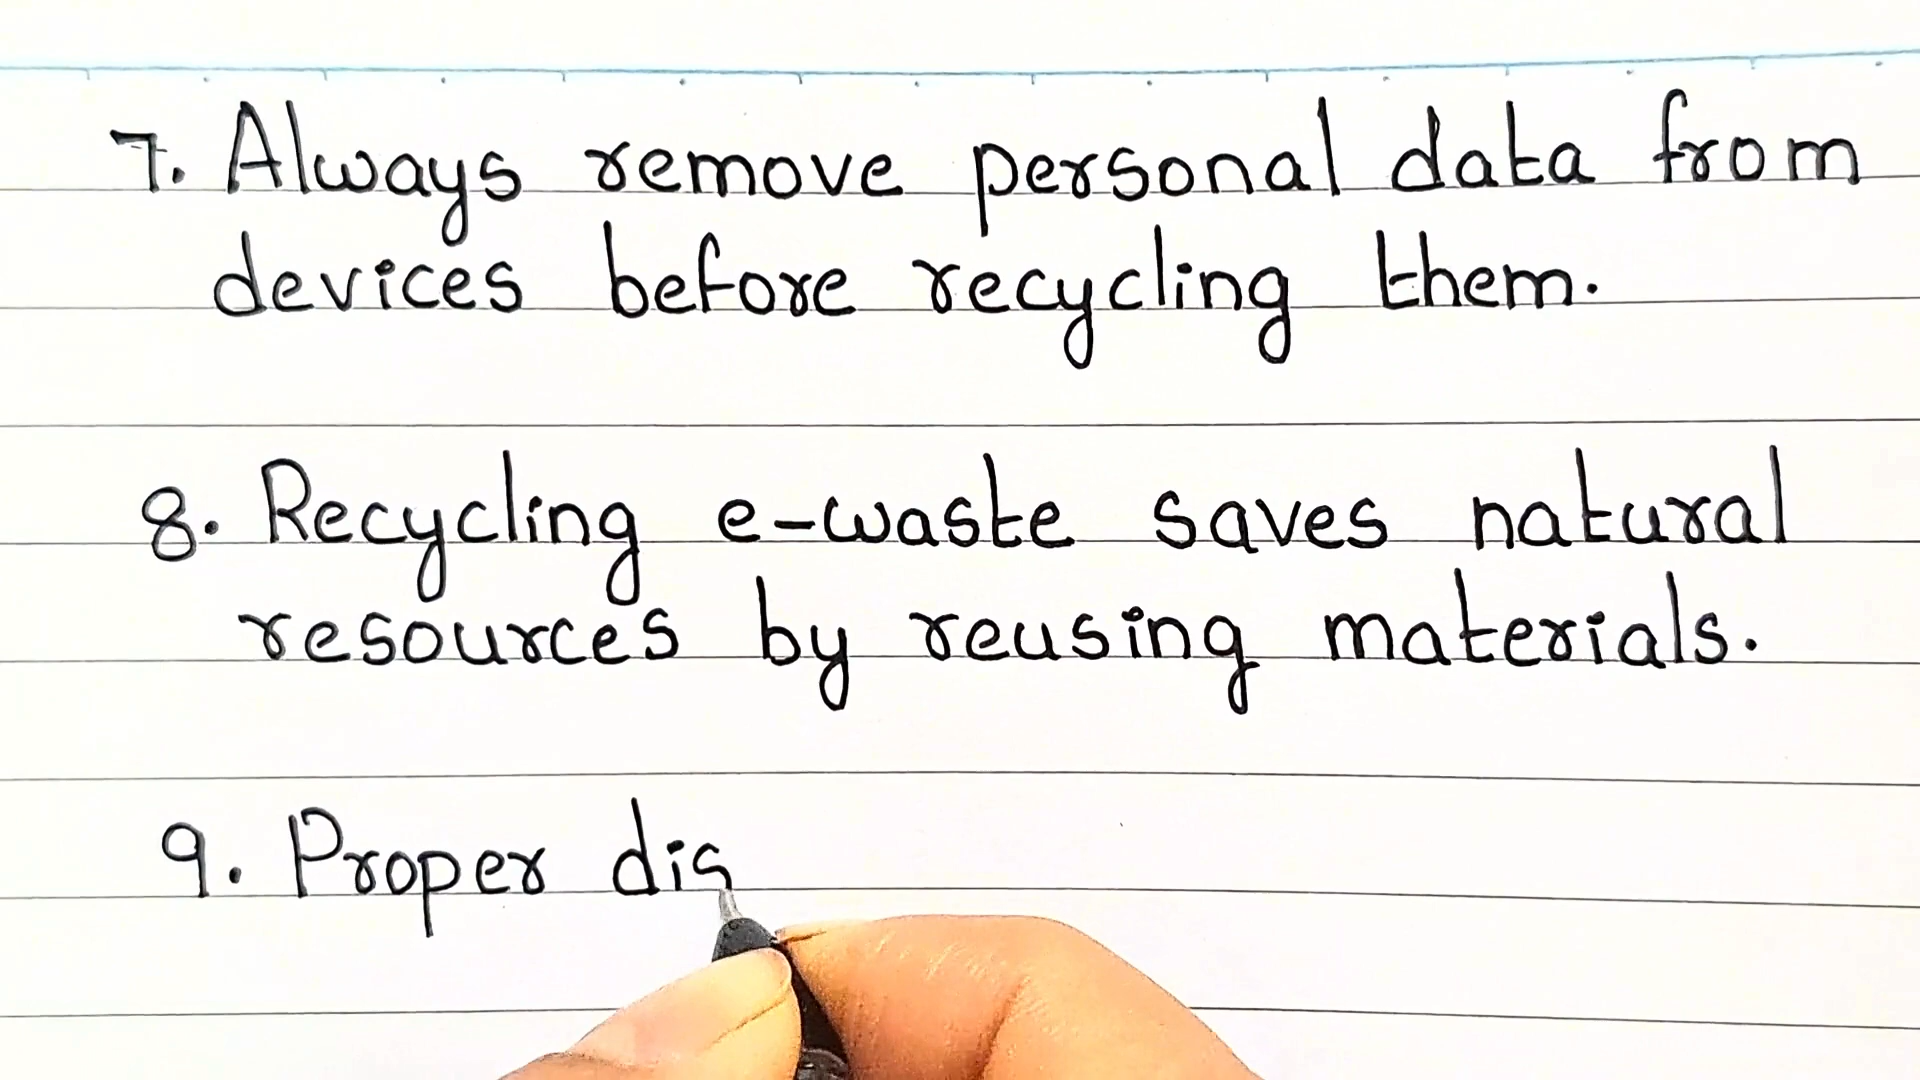 7. Always remove personal data from
devices before recycling them.
8. Recycling e-waste saves natural
resources by reusing materials.
9. Proper dis